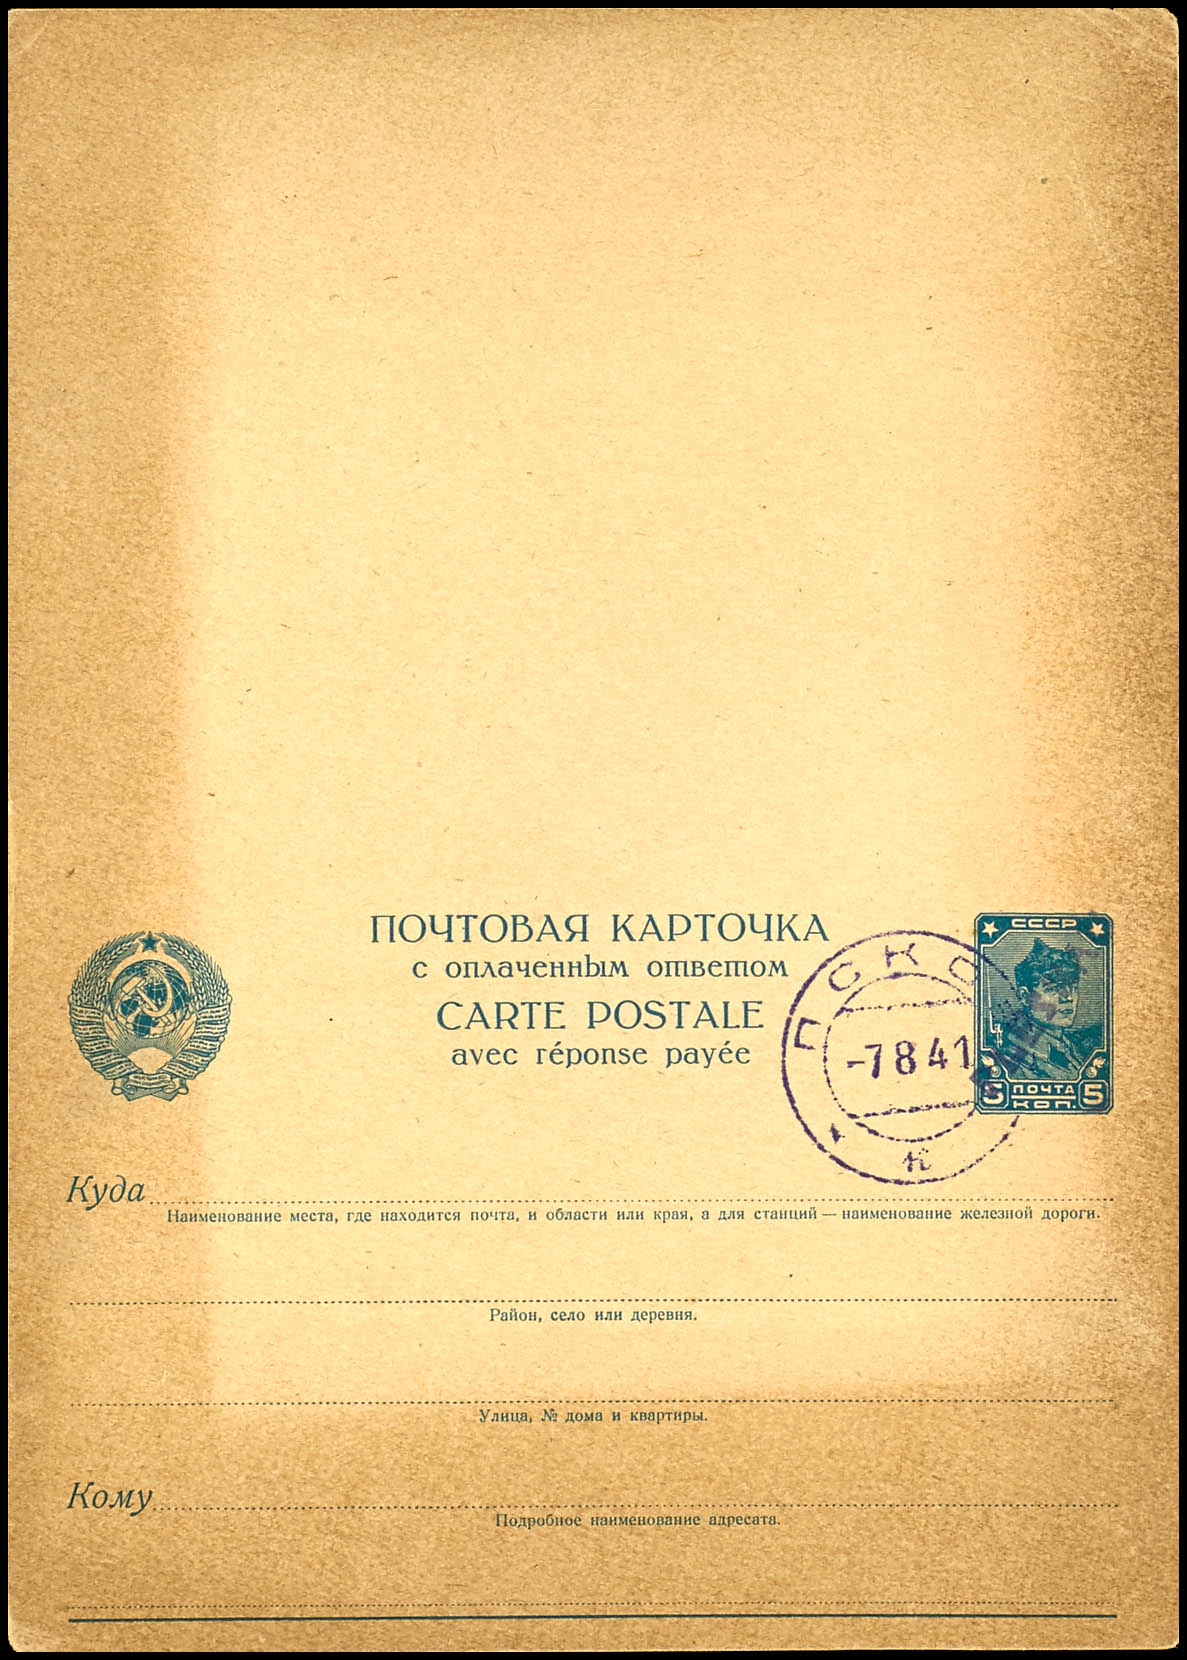 ПОЧТОВАЯ КАРТОЧКА
с оплаченным ответом
CARTE POSTALE
avec réponse payée
СССР
ПОЧТА
5 КОП. 5
ПСКО
-7 8 41
к
Куда
Наименование места, где находится почта, и области или края, а для станций — наименование железной дороги.
Район, село или деревня.
Улица, № дома и квартиры.
Кому
Подробное наименование адресата.